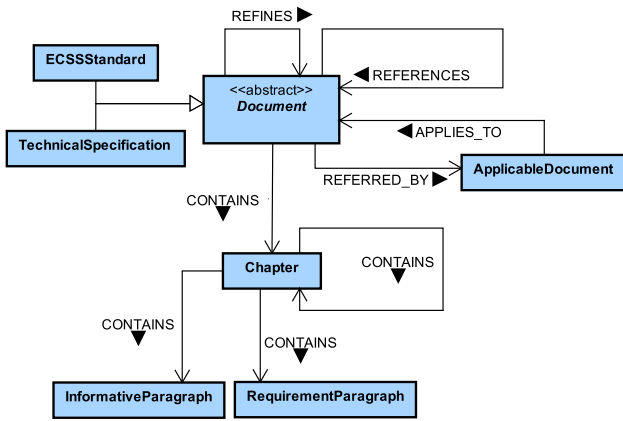 REFINES
ECSSStandard
<<abstract>>
Document
REFERENCES
TechnicalSpecification
APPLIES_TO
ApplicableDocument
REFERRED_BY
CONTAINS
Chapter
CONTAINS
CONTAINS
CONTAINS
InformativeParagraph
RequirementParagraph